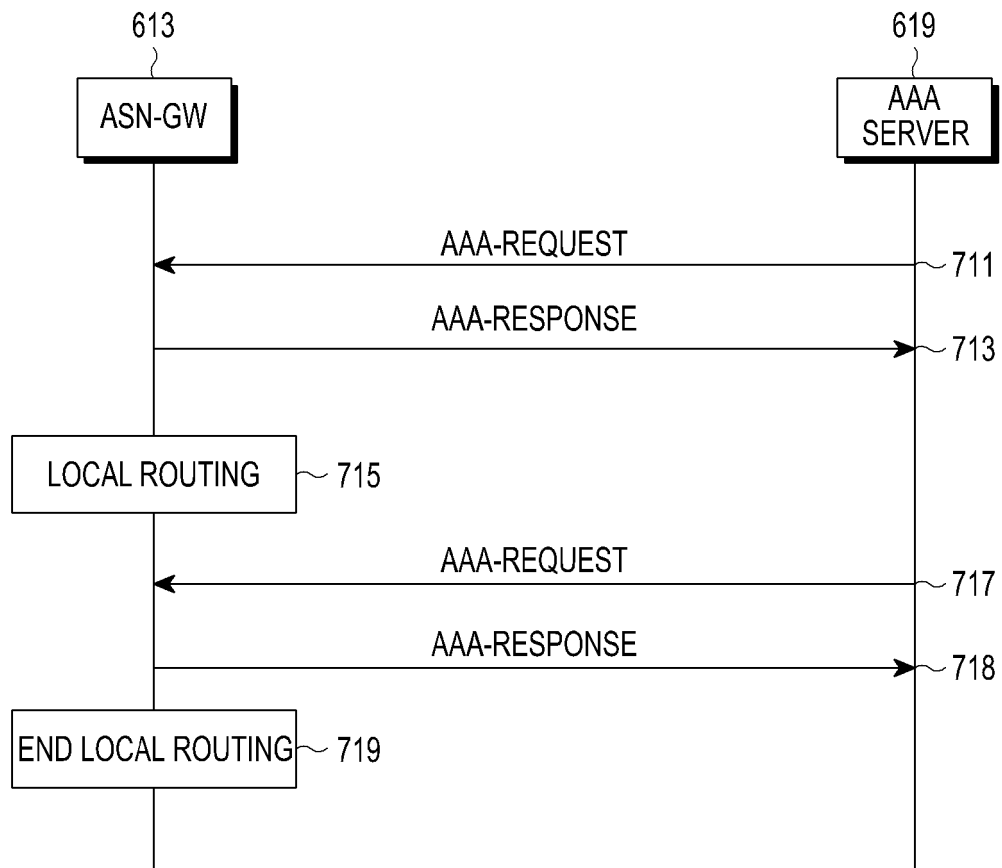 613
619
ASN-GW
AAA
SERVER
AAA-REQUEST
711
AAA-RESPONSE
713
LOCAL ROUTING
715
AAA-REQUEST
717
AAA-RESPONSE
718
END LOCAL ROUTING
719